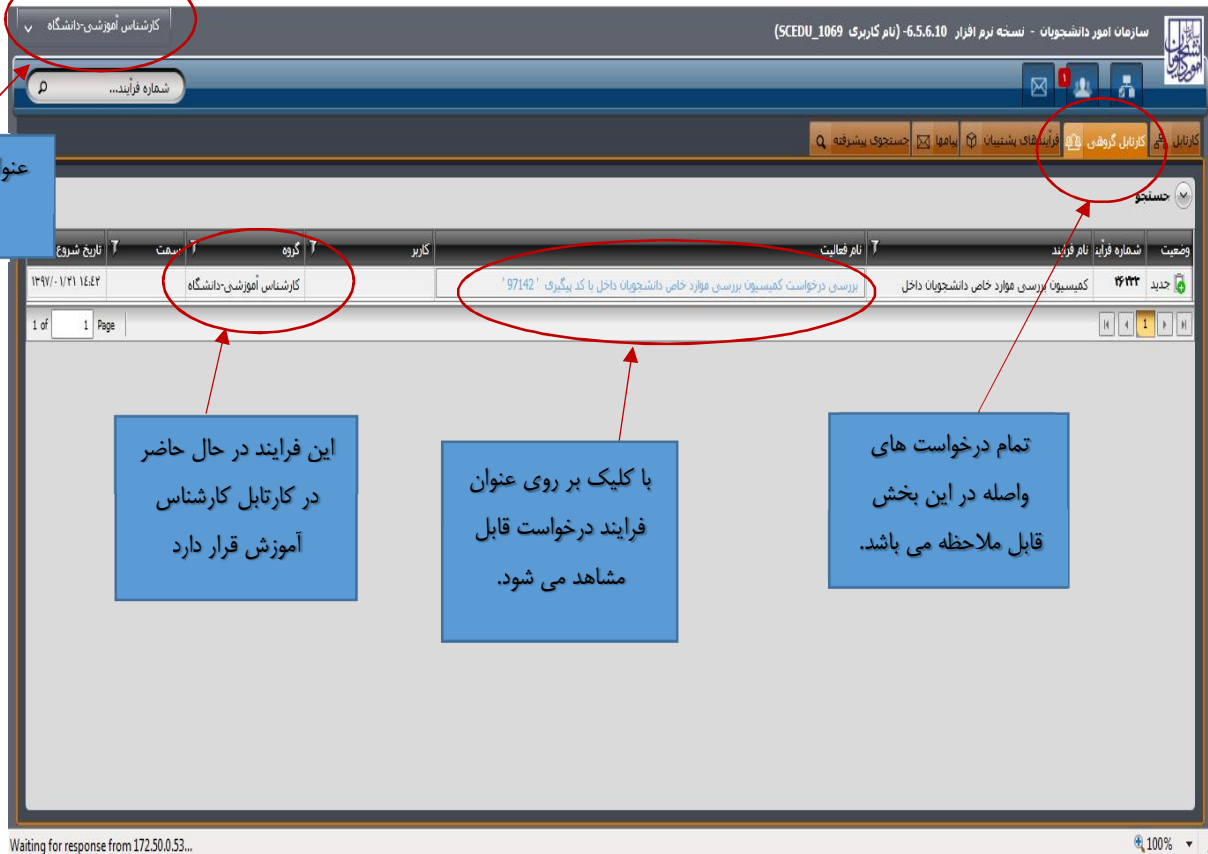 کارشناس آموزشی-دانشگاه
سازمان امور دانشجویان - نسخه نرم افزار 6.5.6.10- (نام کاربری SCEDU_1069)
سازمان
امور دانشجویان
1
شماره فرآیند...
کارتابل کارتابل گروهی فرآیندهای پشتیبان پیامها جستجوی پیشرفته
جستجو
وضعیت شماره فرآیند نام فرآیند نام فعالیت کاربر گروه سمت تاریخ شروع
جدید ۲۶۲۳۳ کمیسیون بررسی موارد خاص دانشجویان داخل بررسی درخواست کمیسیون بررسی موارد خاص دانشجویان داخل با کد پیگیری ' 97142 ' کارشناس آموزشی-دانشگاه ۱۳۹۷/۰۱/۲۱ ۱٤:٤۲
1 of 1 Page
1
تمام درخواست های
واصله در این بخش
قابل ملاحظه می باشد.
با کلیک بر روی عنوان
فرایند درخواست قابل
مشاهد می شود.
این فرایند در حال حاضر
در کارتابل کارشناس
آموزش قرار دارد
Waiting for response from 172.50.0.53...
100%